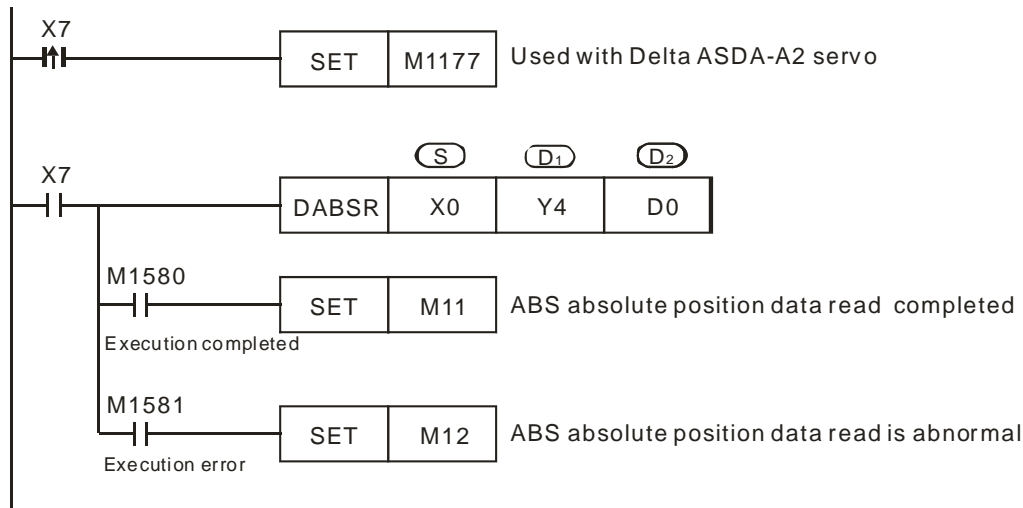 X7
SET M1177 Used with Delta ASDA-A2 servo
S D1 D2
X7
DABSR X0 Y4 D0
M1580
SET M11 ABS absolute position data read completed
Execution completed
M1581
SET M12 ABS absolute position data read is abnormal
Execution error